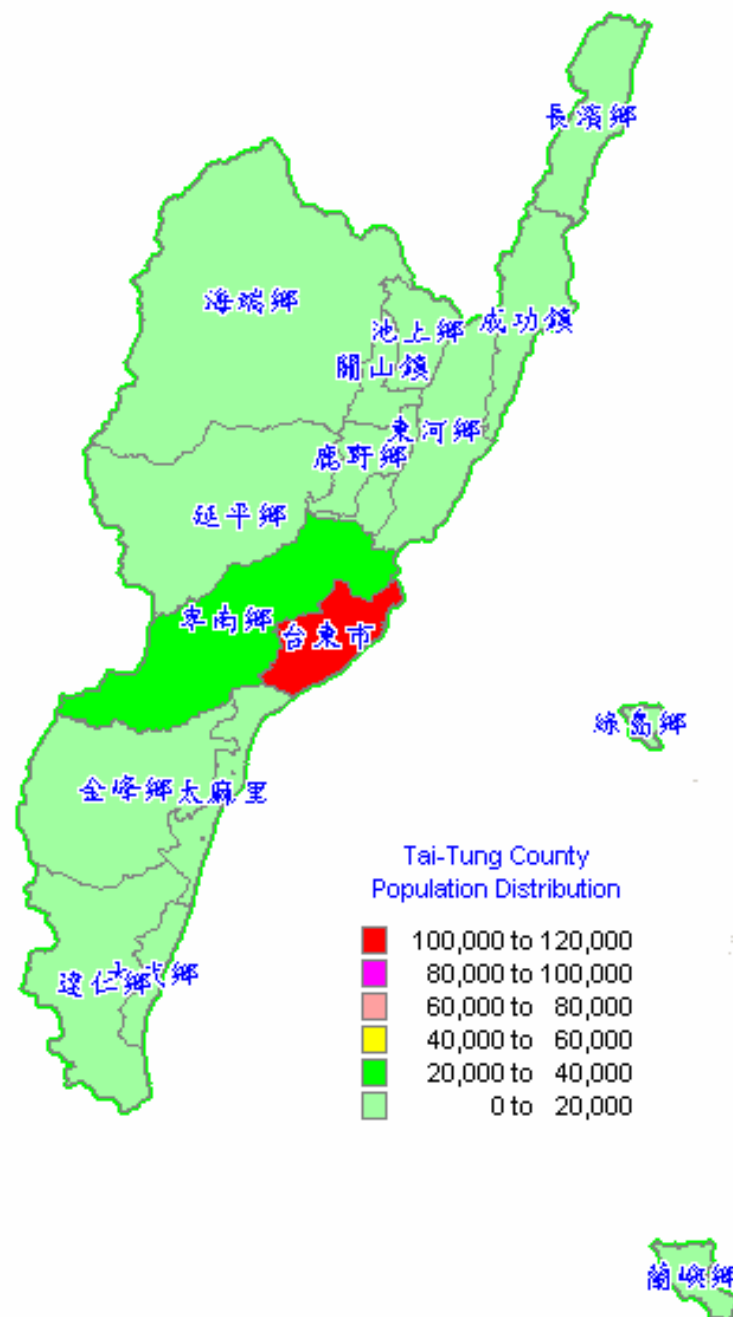 長濱鄉
海端鄉
池上鄉
成功鎮
關山鎮
東河鄉
鹿野鄉
延平鄉
卑南鄉
台東市
綠島鄉
金峰鄉
太麻里
達仁鄉
武鄉
蘭嶼鄉
Tai-Tung County
Population Distribution
100,000 to 120,000
80,000 to 100,000
60,000 to 80,000
40,000 to 60,000
20,000 to 40,000
0 to 20,000